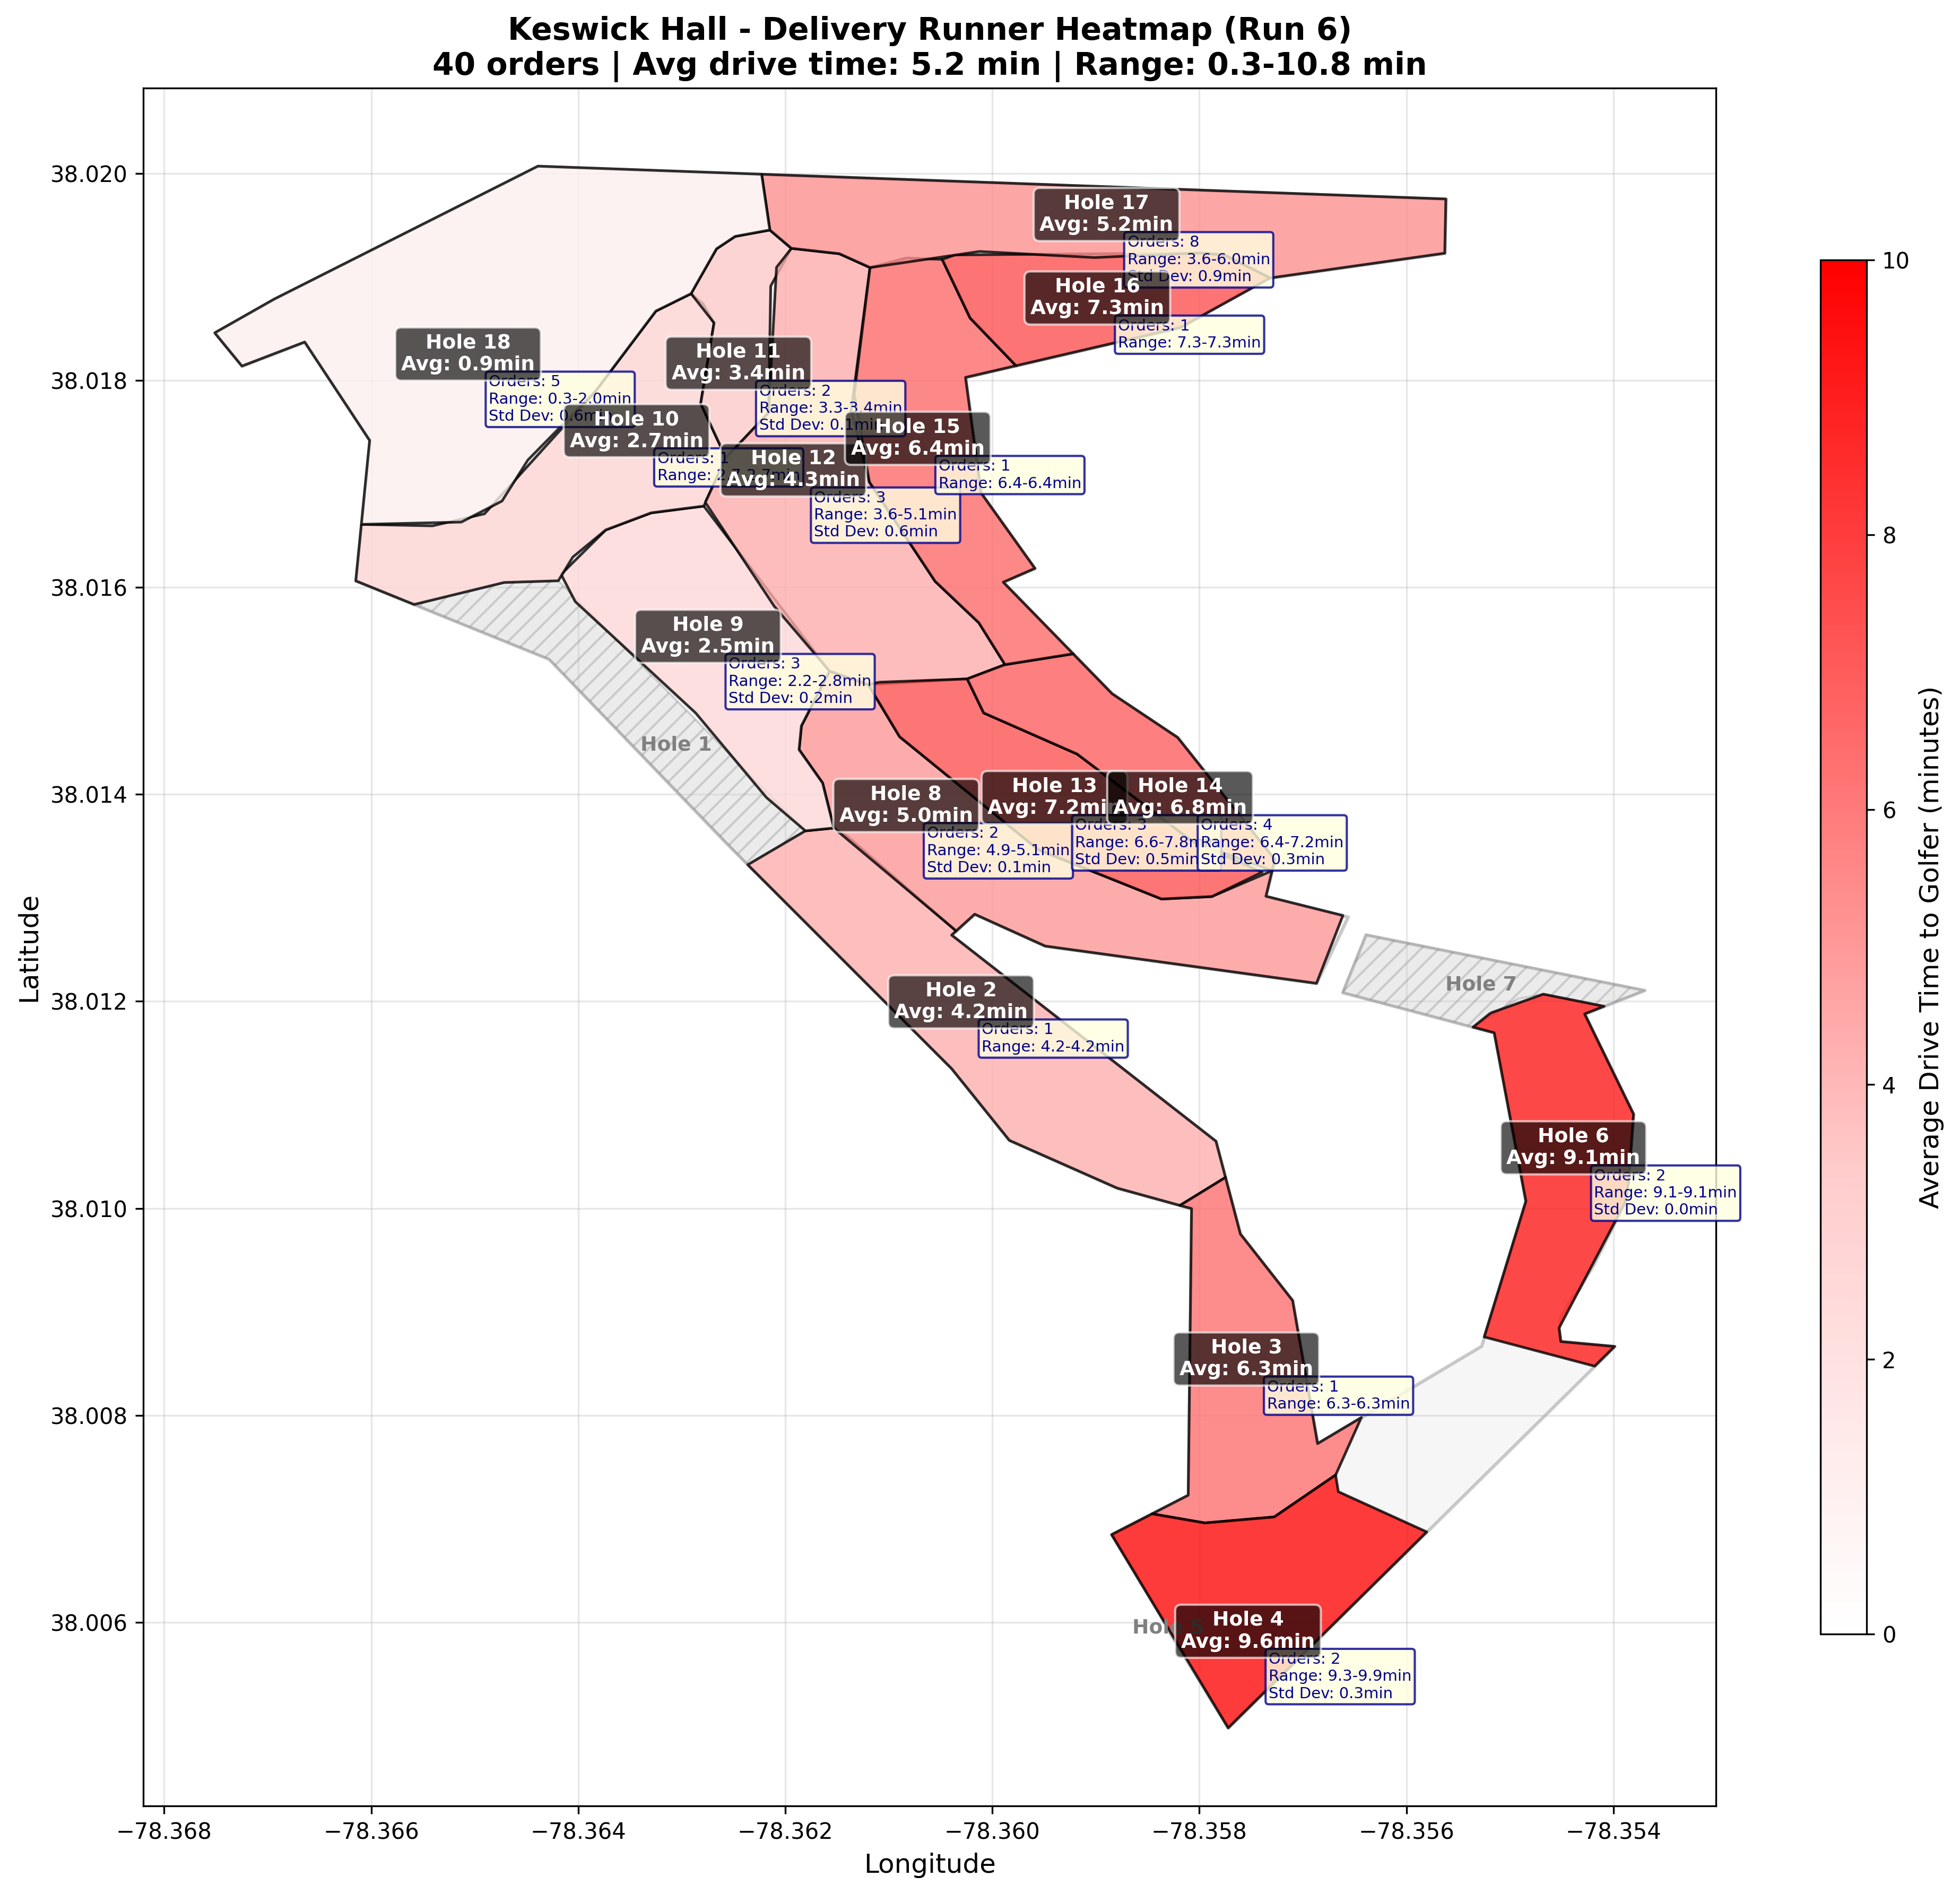 Keswick Hall - Delivery Runner Heatmap (Run 6)
40 orders | Avg drive time: 5.2 min | Range: 0.3-10.8 min
38.020
38.018
38.016
38.014
38.012
38.010
38.008
38.006
Latitude
Hole 17
Avg: 5.2min
Orders: 8
Range: 3.6-6.0min
Std Dev: 0.9min
Hole 16
Avg: 7.3min
Orders: 1
Range: 7.3-7.3min
Hole 18
Avg: 0.9min
Orders: 5
Range: 0.3-2.0min
Std Dev: 0.6min
Hole 11
Avg: 3.4min
Orders: 2
Range: 3.3-3.4min
Std Dev: 0.1min
Hole 10
Avg: 2.7min
Orders: 1
Range: 2.7-2.7min
Hole 15
Avg: 6.4min
Orders: 1
Range: 6.4-6.4min
Hole 12
Avg: 4.3min
Orders: 3
Range: 3.6-5.1min
Std Dev: 0.6min
Hole 9
Avg: 2.5min
Orders: 3
Range: 2.2-2.8min
Std Dev: 0.2min
Hole 1
Hole 8
Avg: 5.0min
Orders: 2
Range: 4.9-5.1min
Std Dev: 0.1min
Hole 13
Avg: 7.2min
Orders: 3
Range: 6.6-7.8m
Std Dev: 0.5min
Hole 14
Avg: 6.8min
Orders: 4
Range: 6.4-7.2min
Std Dev: 0.3min
Hole 7
Hole 2
Avg: 4.2min
Orders: 1
Range: 4.2-4.2min
Hole 6
Avg: 9.1min
Orders: 2
Range: 9.1-9.1min
Std Dev: 0.0min
Hole 3
Avg: 6.3min
Orders: 1
Range: 6.3-6.3min
Hole 5
Hole 4
Avg: 9.6min
Orders: 2
Range: 9.3-9.9min
Std Dev: 0.3min
−78.368 −78.366 −78.364 −78.362 −78.360 −78.358 −78.356 −78.354
Longitude
10
8
6
4
2
0
Average Drive Time to Golfer (minutes)